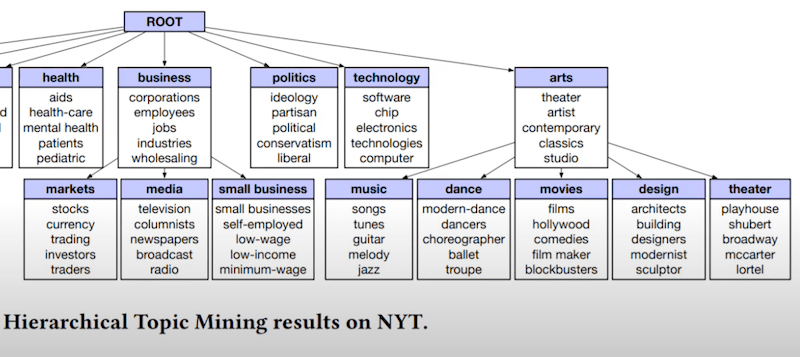 ROOT
health
aids
health-care
mental health
patients
pediatric
business
corporations
employees
jobs
industries
wholesaling
politics
ideology
partisan
political
conservatism
liberal
technology
software
chip
electronics
technologies
computer
arts
theater
artist
contemporary
classics
studio
markets
stocks
currency
trading
investors
traders
media
television
columnists
newspapers
broadcast
radio
small business
small businesses
self-employed
low-wage
low-income
minimum-wage
music
songs
tunes
guitar
melody
jazz
dance
modern-dance
dancers
choreographer
ballet
troupe
movies
films
hollywood
comedies
film maker
blockbusters
design
architects
building
designers
modernist
sculptor
theater
playhouse
shubert
broadway
mccarter
lortel
Hierarchical Topic Mining results on NYT.